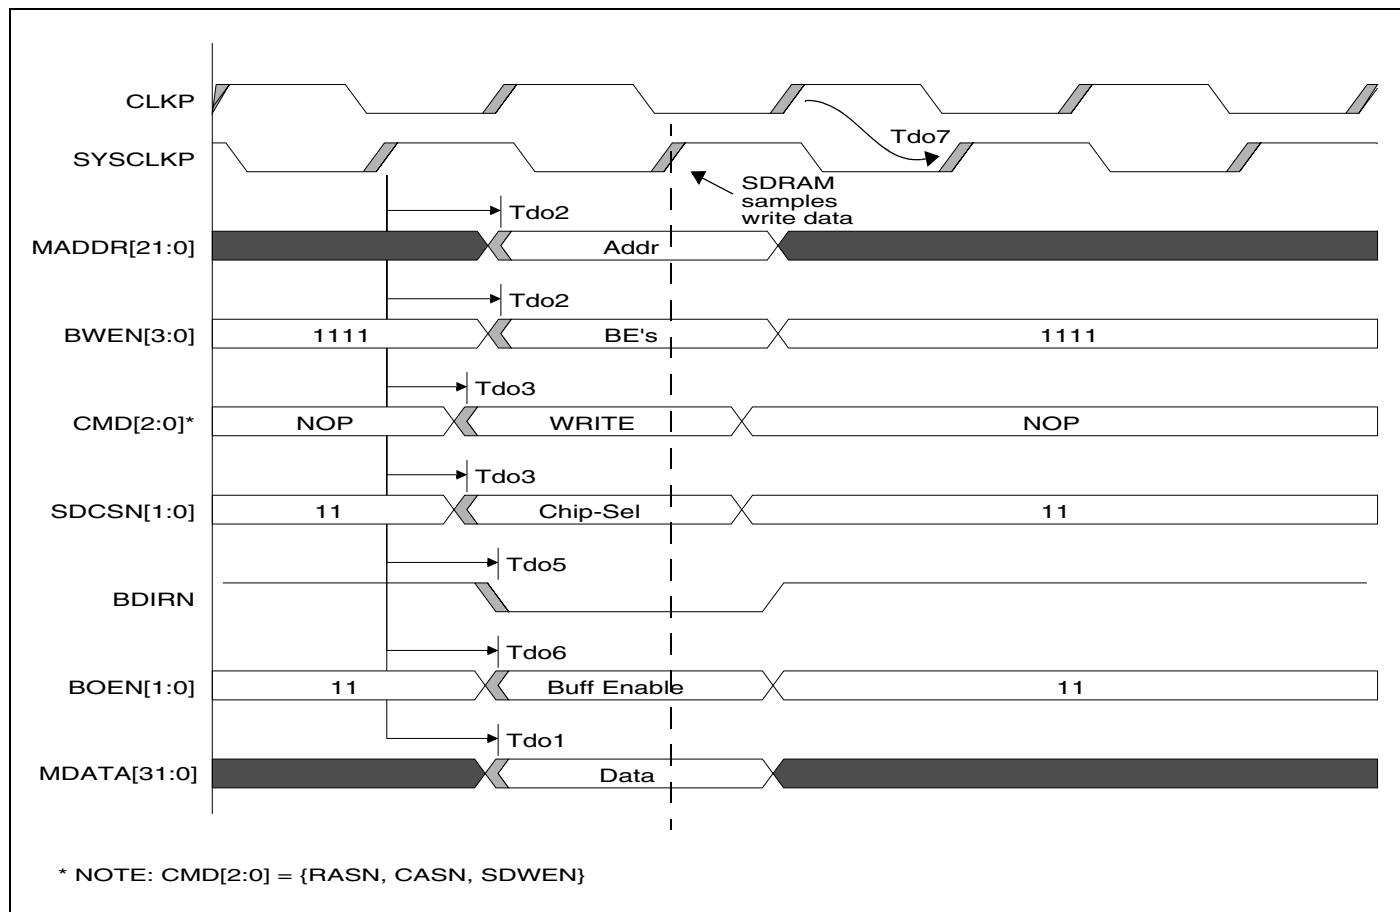 CLKP
Tdo7
SYSCLKP
SDRAM
samples
write data
Tdo2
MADDR[21:0]
Addr
Tdo2
BWEN[3:0]
1111
BE's
1111
Tdo3
CMD[2:0]*
NOP
WRITE
NOP
Tdo3
SDCSN[1:0]
11
Chip-Sel
11
Tdo5
BDIRN
Tdo6
BOEN[1:0]
11
Buff Enable
11
Tdo1
MDATA[31:0]
Data
* NOTE: CMD[2:0] = {RASN, CASN, SDWEN}